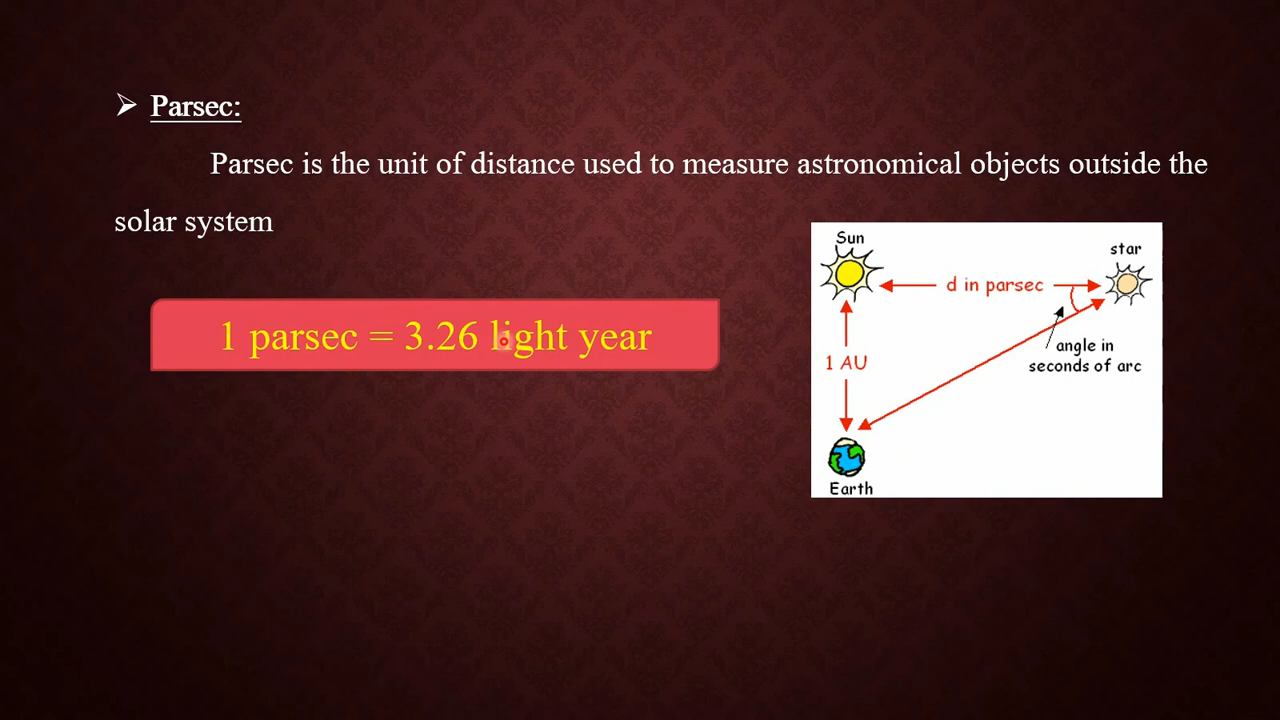 ➢ Parsec:
Parsec is the unit of distance used to measure astronomical objects outside the
solar system
1 parsec = 3.26 light year
Sun
star
d in parsec
1 AU
angle in
seconds of arc
Earth